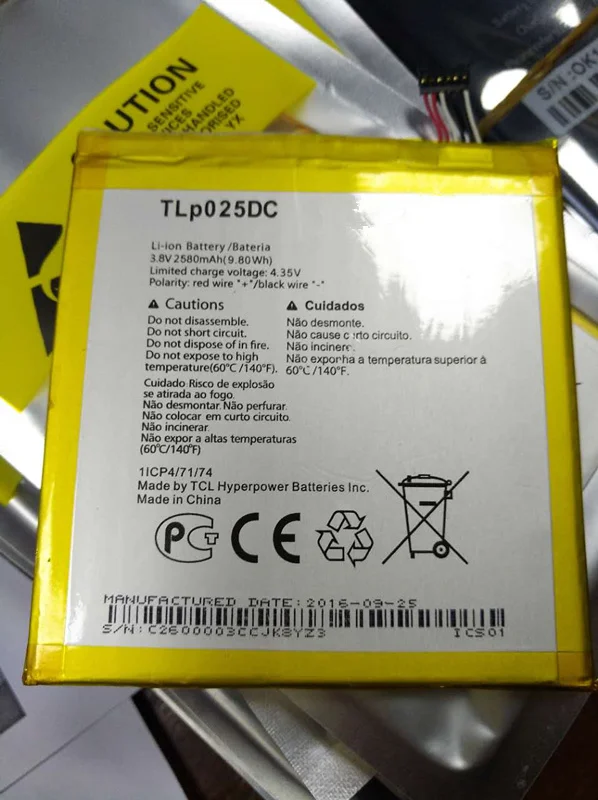 UTION
SENSITIVE
HANDLED
YX
S/N:OK
TLp025DC
Li-ion Battery /Bateria
3.8V 2580mAh(9.80Wh)
Limited charge voltage: 4.35V
Polarity: red wire "+"/black wire "-"
Cautions
Do not disassemble.
Do not short circuit.
Do not dispose of in fire.
Do not expose to high
temperature(60°C /140°F).
Cuidados
Não desmonte.
Não cause c rto circuito.
Não incinere.
Não exponha a temperatura superior à
60°C /140°F.
Cuidado Risco de explosão
se atirada ao fogo.
Não desmontar. Não perfurar.
Não colocar em curto circuito.
Não incinerar
Não expor a altas temperaturas
(60°C/140°F)
1ICP4/71/74
Made by TCL Hyperpower Batteries Inc.
Made in China
MANUFACTURED DATE:2016-09-25
S/N:C2600003CCJK8YZ3 ICS01